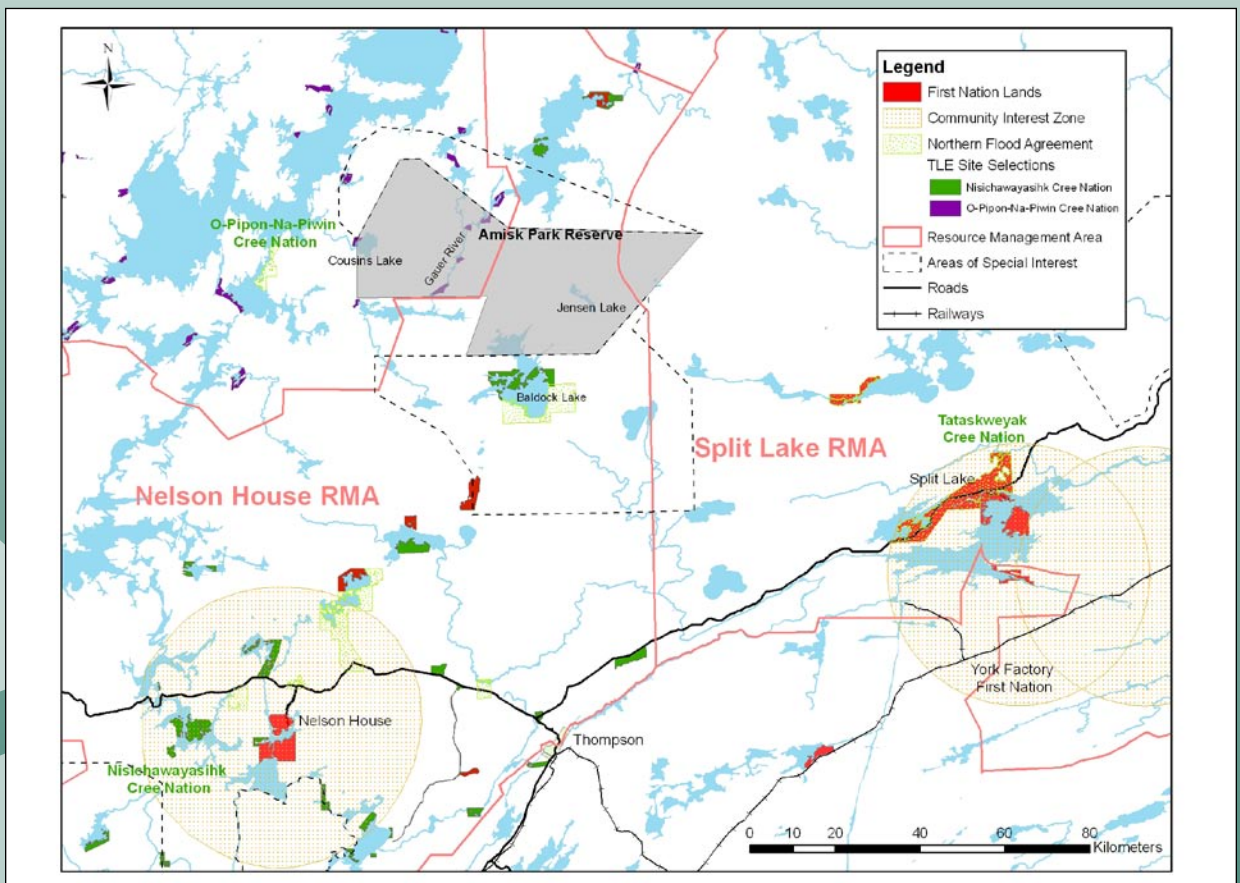 N
Legend
First Nation Lands
Community Interest Zone
Northern Flood Agreement
TLE Site Selections
Nisichawayasihk Cree Nation
O-Pipon-Na-Piwin Cree Nation
Resource Management Area
Areas of Special Interest
Roads
Railways
O-Pipon-Na-Piwin
Cree Nation
Amisk Park Reserve
Cousins Lake
Gauer River
Jensen Lake
Baldock Lake
Tataskweyak
Cree Nation
Split Lake RMA
Split Lake
Nelson House RMA
York Factory
First Nation
Nelson House
Thompson
Nisichawayasihk
Cree Nation
0 10 20 40 60 80
Kilometers